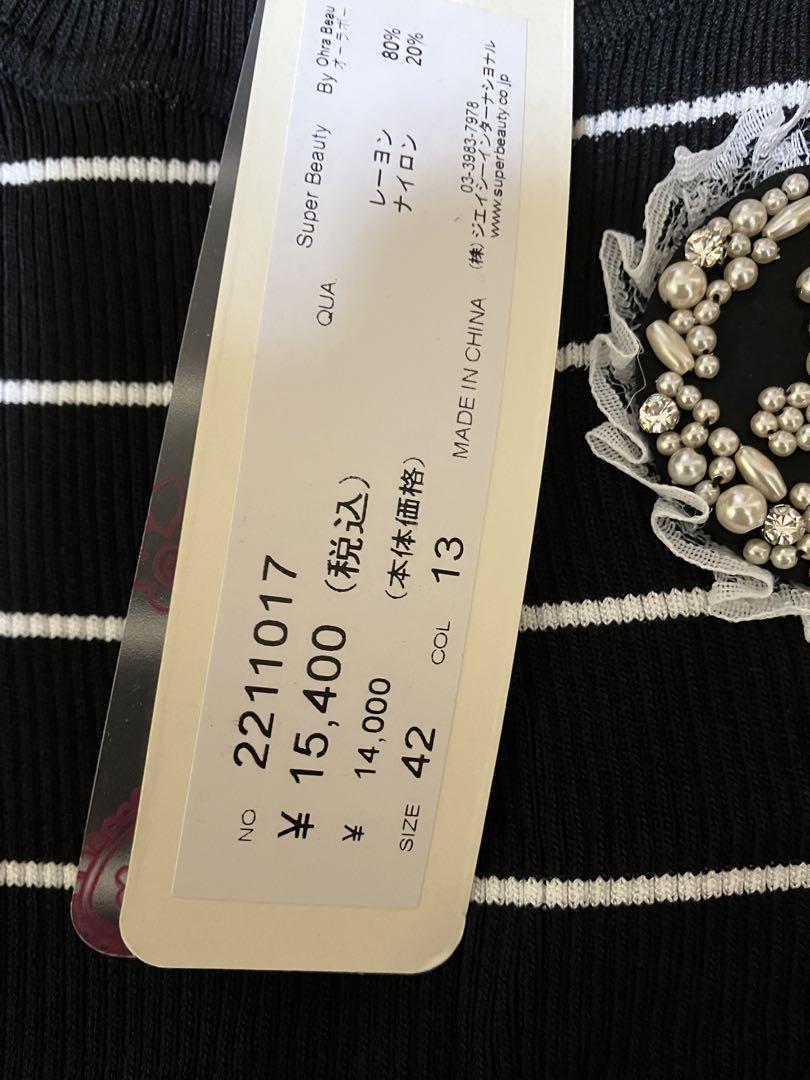 NO 2211017
¥ 15,400 (税込)
¥ 14,000 (本体価格)
SIZE 42 COL 13
Super Beauty By Ohra Beau
オーラボー
QUA. レーヨン 80%
ナイロン 20%
MADE IN CHINA
03-3983-7978
(株)ジェイシーインターナショナル
www.superbeauty.co.jp